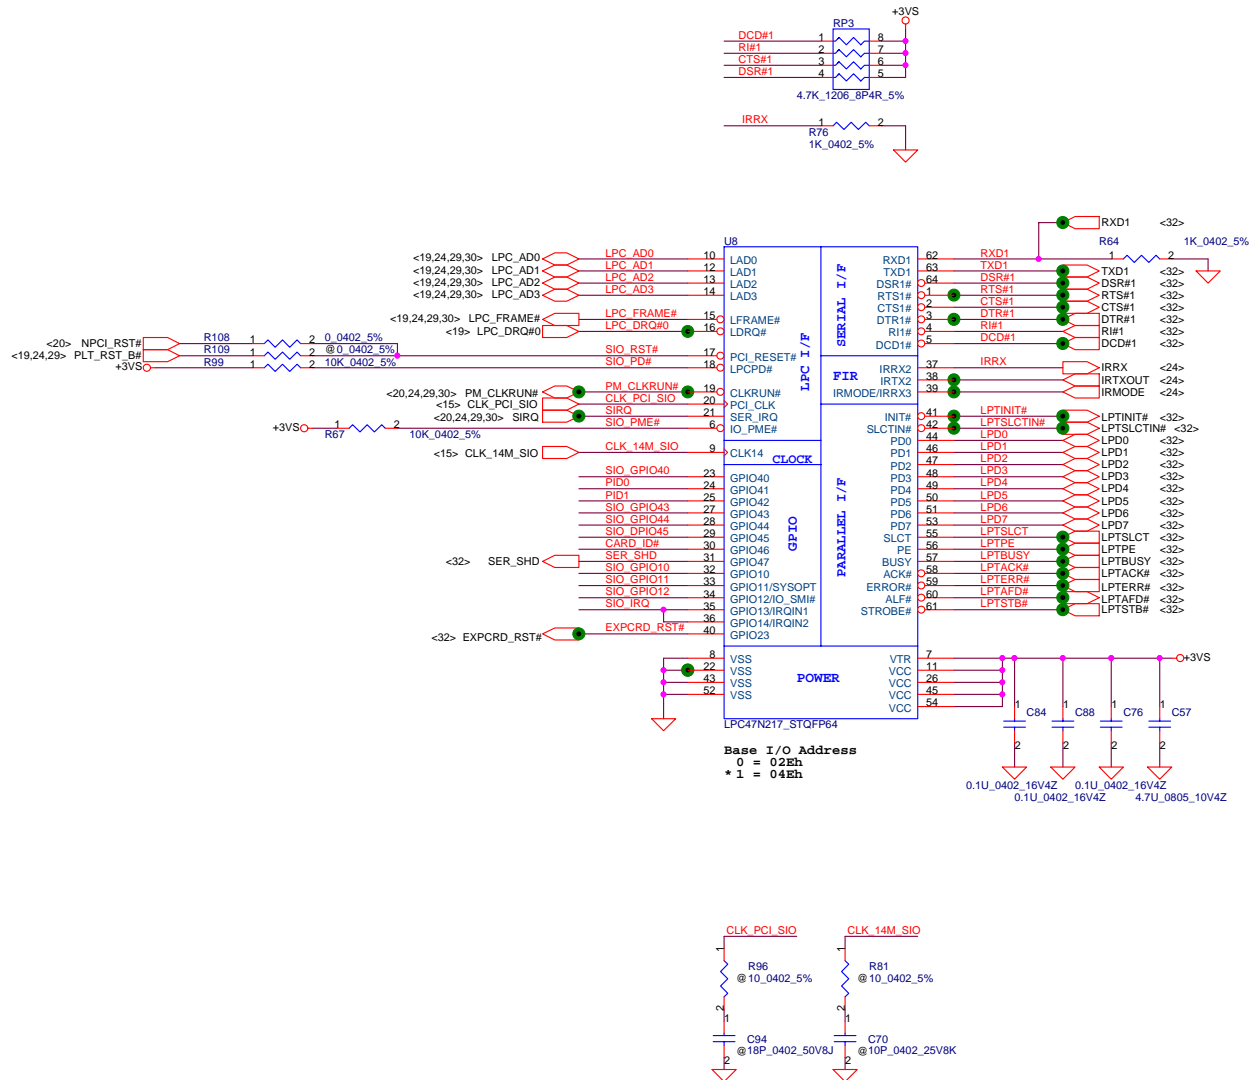 +3VS
RP3
DCD#1 1 8
RI#1 2 7
CTS#1 3 6
DSR#1 4 5
4.7K_1206_8P4R_5%
IRRX 1 2
R76
1K_0402_5%
RXD1 <32>
U8
R64 1K_0402_5%
1 2
<19,24,29,30> LPC_AD0 LPC_AD0 10 LAD0
<19,24,29,30> LPC_AD1 LPC_AD1 12 LAD1
<19,24,29,30> LPC_AD2 LPC_AD2 13 LAD2
<19,24,29,30> LPC_AD3 LPC_AD3 14 LAD3
<19,24,29,30> LPC_FRAME# LPC_FRAME# 15 LFRAME#
<19> LPC_DRQ#0 LPC_DRQ#0 16 LDRQ#
<20> NPCI_RST# R108 1 2 0_0402_5%
<19,24,29> PLT_RST_B# R109 1 2 @0_0402_5% SIO_RST# 17 PCI_RESET#
+3VS R99 1 2 10K_0402_5% SIO_PD# 18 LPCPD#
<20,24,29,30> PM_CLKRUN# PM_CLKRUN# 19 CLKRUN#
<15> CLK_PCI_SIO CLK_PCI_SIO 20 PCI_CLK
<20,24,29,30> SIRQ SIRQ 21 SER_IRQ
+3VS 1 2 SIO_PME# 6 IO_PME#
R67 10K_0402_5%
<15> CLK_14M_SIO CLK_14M_SIO 9 CLK14
SIO_GPIO40 23 GPIO40
PID0 24 GPIO41
PID1 25 GPIO42
SIO_GPIO43 27 GPIO43
SIO_GPIO44 28 GPIO44
SIO_DPIO45 29 GPIO45
CARD_ID# 30 GPIO46
<32> SER_SHD SER_SHD 31 GPIO47
SIO_GPIO10 32 GPIO10
SIO_GPIO11 33 GPIO11/SYSOPT
SIO_GPIO12 34 GPIO12/IO_SMI#
SIO_IRQ 35 GPIO13/IRQIN1
36 GPIO14/IRQIN2
<32> EXPCRD_RST# EXPCRD_RST# 40 GPIO23
8 VSS
22 VSS
43 VSS
52 VSS
LPC I/F
CLOCK
GPIO
POWER
SERIAL I/F
FIR
PARALLEL I/F
RXD1 62 RXD1
TXD1 63 TXD1 TXD1 <32>
DSR1# 64 DSR#1 DSR#1 <32>
RTS1# 1 RTS#1 RTS#1 <32>
CTS1# 2 CTS#1 CTS#1 <32>
DTR1# 3 DTR#1 DTR#1 <32>
RI1# 4 RI#1 RI#1 <32>
DCD1# 5 DCD#1 DCD#1 <32>
IRRX2 37 IRRX IRRX <24>
IRTX2 38 IRTXOUT <24>
IRMODE/IRRX3 39 IRMODE <24>
INIT# 41 LPTINIT# LPTINIT# <32>
SLCTIN# 42 LPTSLCTIN# LPTSLCTIN# <32>
PD0 44 LPD0 LPD0 <32>
PD1 46 LPD1 LPD1 <32>
PD2 47 LPD2 LPD2 <32>
PD3 48 LPD3 LPD3 <32>
PD4 49 LPD4 LPD4 <32>
PD5 50 LPD5 LPD5 <32>
PD6 51 LPD6 LPD6 <32>
PD7 53 LPD7 LPD7 <32>
SLCT 55 LPTSLCT LPTSLCT <32>
PE 56 LPTPE LPTPE <32>
BUSY 57 LPTBUSY LPTBUSY <32>
ACK# 58 LPTACK# LPTACK# <32>
ERROR# 59 LPTERR# LPTERR# <32>
ALF# 60 LPTAFD# LPTAFD# <32>
STROBE# 61 LPTSTB# LPTSTB# <32>
VTR 7 +3VS
VCC 11
VCC 26
VCC 45
VCC 54
LPC47N217_STQFP64
1 C84 1 C88 1 C76 1 C57
2 2 2 2
0.1U_0402_16V4Z 0.1U_0402_16V4Z
0.1U_0402_16V4Z 4.7U_0805_10V4Z
Base I/O Address
0 = 02Eh
* 1 = 04Eh
CLK_PCI_SIO CLK_14M_SIO
1 1
R96 R81
@10_0402_5% @10_0402_5%
2 2
1 1
C94 C70
@18P_0402_50V8J @10P_0402_25V8K
2 2